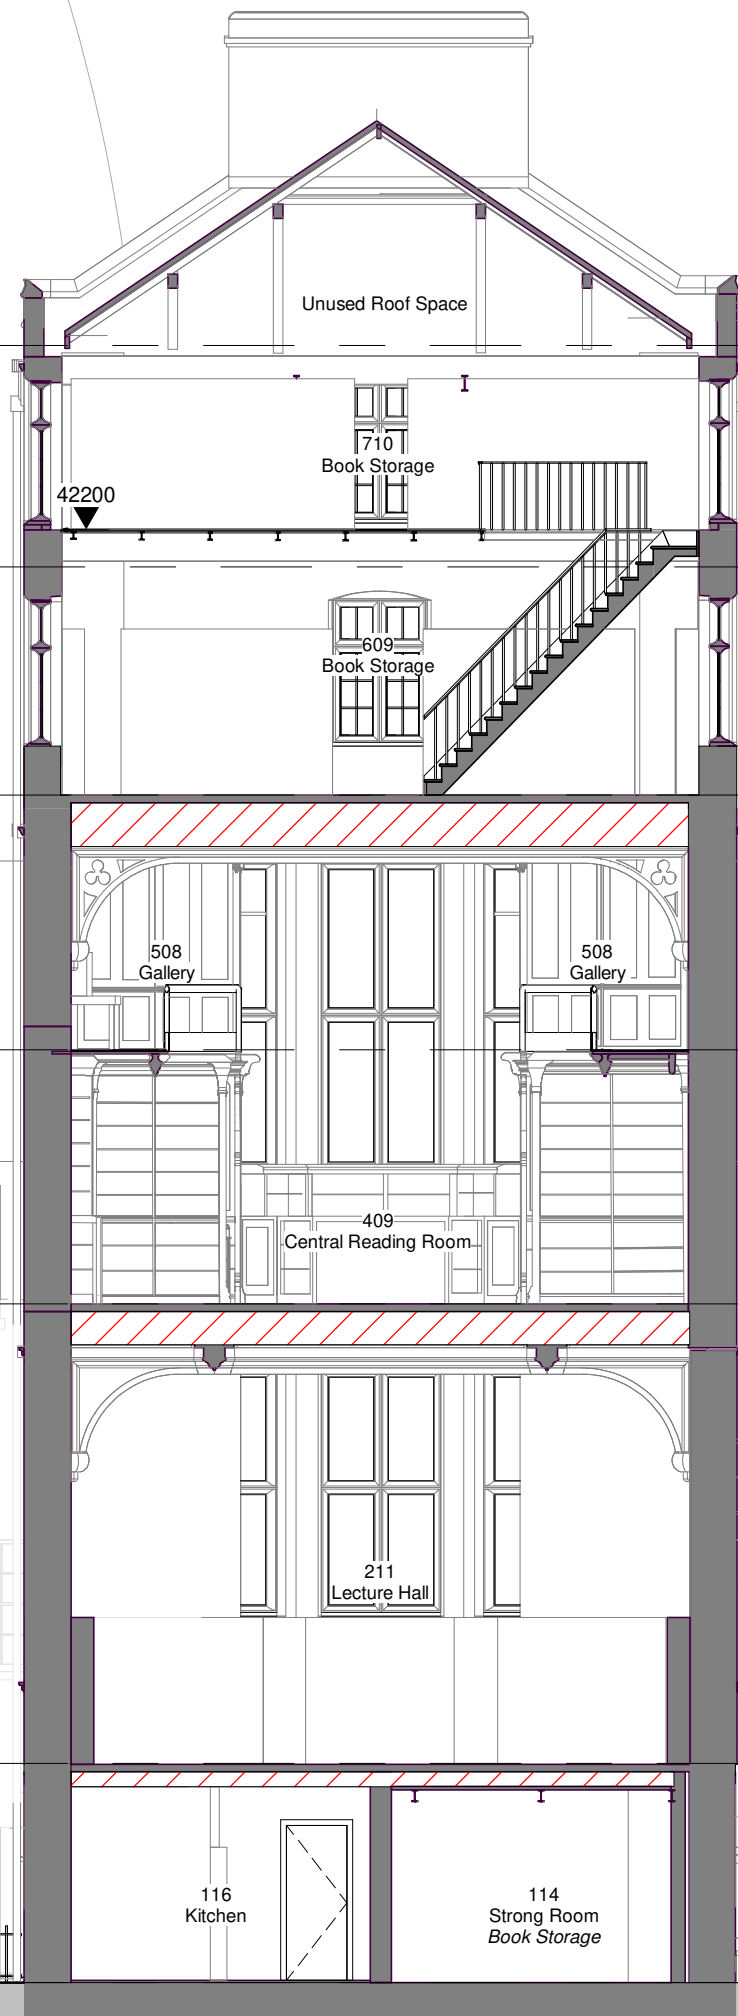 Unused Roof Space
710
Book Storage
42200
609
Book Storage
508
Gallery
508
Gallery
409
Central Reading Room
211
Lecture Hall
116
Kitchen
114
Strong Room
Book Storage